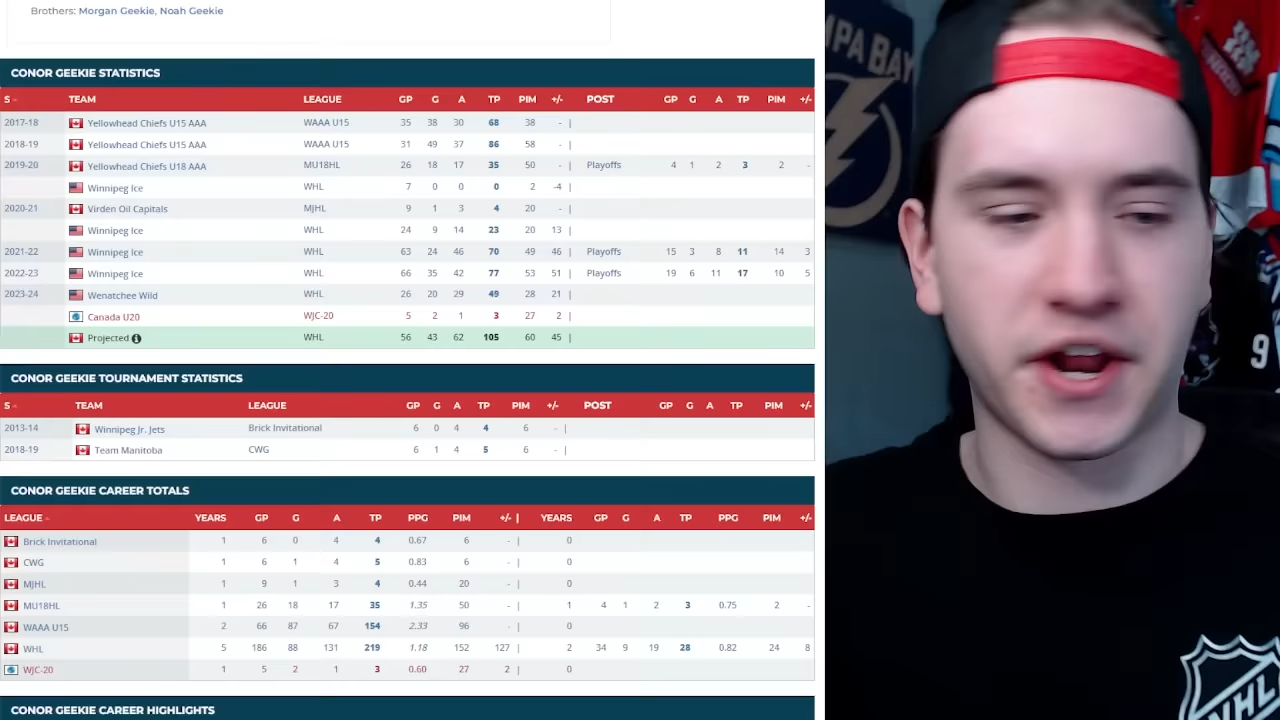 Brothers: Morgan Geekie, Noah Geekie
CONOR GEEKIE STATISTICS
S TEAM LEAGUE GP G A TP PIM +/- POST GP G A TP PIM +/-
2017-18 Yellowhead Chiefs U15 AAA WAAA U15 35 38 30 68 38 - |
2018-19 Yellowhead Chiefs U15 AAA WAAA U15 31 49 37 86 58 - |
2019-20 Yellowhead Chiefs U18 AAA MU18HL 26 18 17 35 50 - | Playoffs 4 1 2 3 2 -
Winnipeg Ice WHL 7 0 0 0 2 -4 |
2020-21 Virden Oil Capitals MJHL 9 1 3 4 20 - |
Winnipeg Ice WHL 24 9 14 23 20 13 |
2021-22 Winnipeg Ice WHL 63 24 46 70 49 46 | Playoffs 15 3 8 11 14 3
2022-23 Winnipeg Ice WHL 66 35 42 77 53 51 | Playoffs 19 6 11 17 10 5
2023-24 Wenatchee Wild WHL 26 20 29 49 28 21 |
Canada U20 WJC-20 5 2 1 3 27 2 |
Projected WHL 56 43 62 105 60 45 |
CONOR GEEKIE TOURNAMENT STATISTICS
S TEAM LEAGUE GP G A TP PIM +/- POST GP G A TP PIM +/-
2013-14 Winnipeg Jr. Jets Brick Invitational 6 0 4 4 6 - |
2018-19 Team Manitoba CWG 6 1 4 5 6 - |
CONOR GEEKIE CAREER TOTALS
LEAGUE YEARS GP G A TP PPG PIM +/- | YEARS GP G A TP PPG PIM +/-
Brick Invitational 1 6 0 4 4 0.67 6 - | 0
CWG 1 6 1 4 5 0.83 6 - | 0
MJHL 1 9 1 3 4 0.44 20 - | 0
MU18HL 1 26 18 17 35 1.35 50 - | 1 4 1 2 3 0.75 2 -
WAAA U15 2 66 87 67 154 2.33 96 - | 0
WHL 5 186 88 131 219 1.18 152 127 | 2 34 9 19 28 0.82 24 8
WJC-20 1 5 2 1 3 0.60 27 2 | 0
CONOR GEEKIE CAREER HIGHLIGHTS
MPA BAY
9
NHL